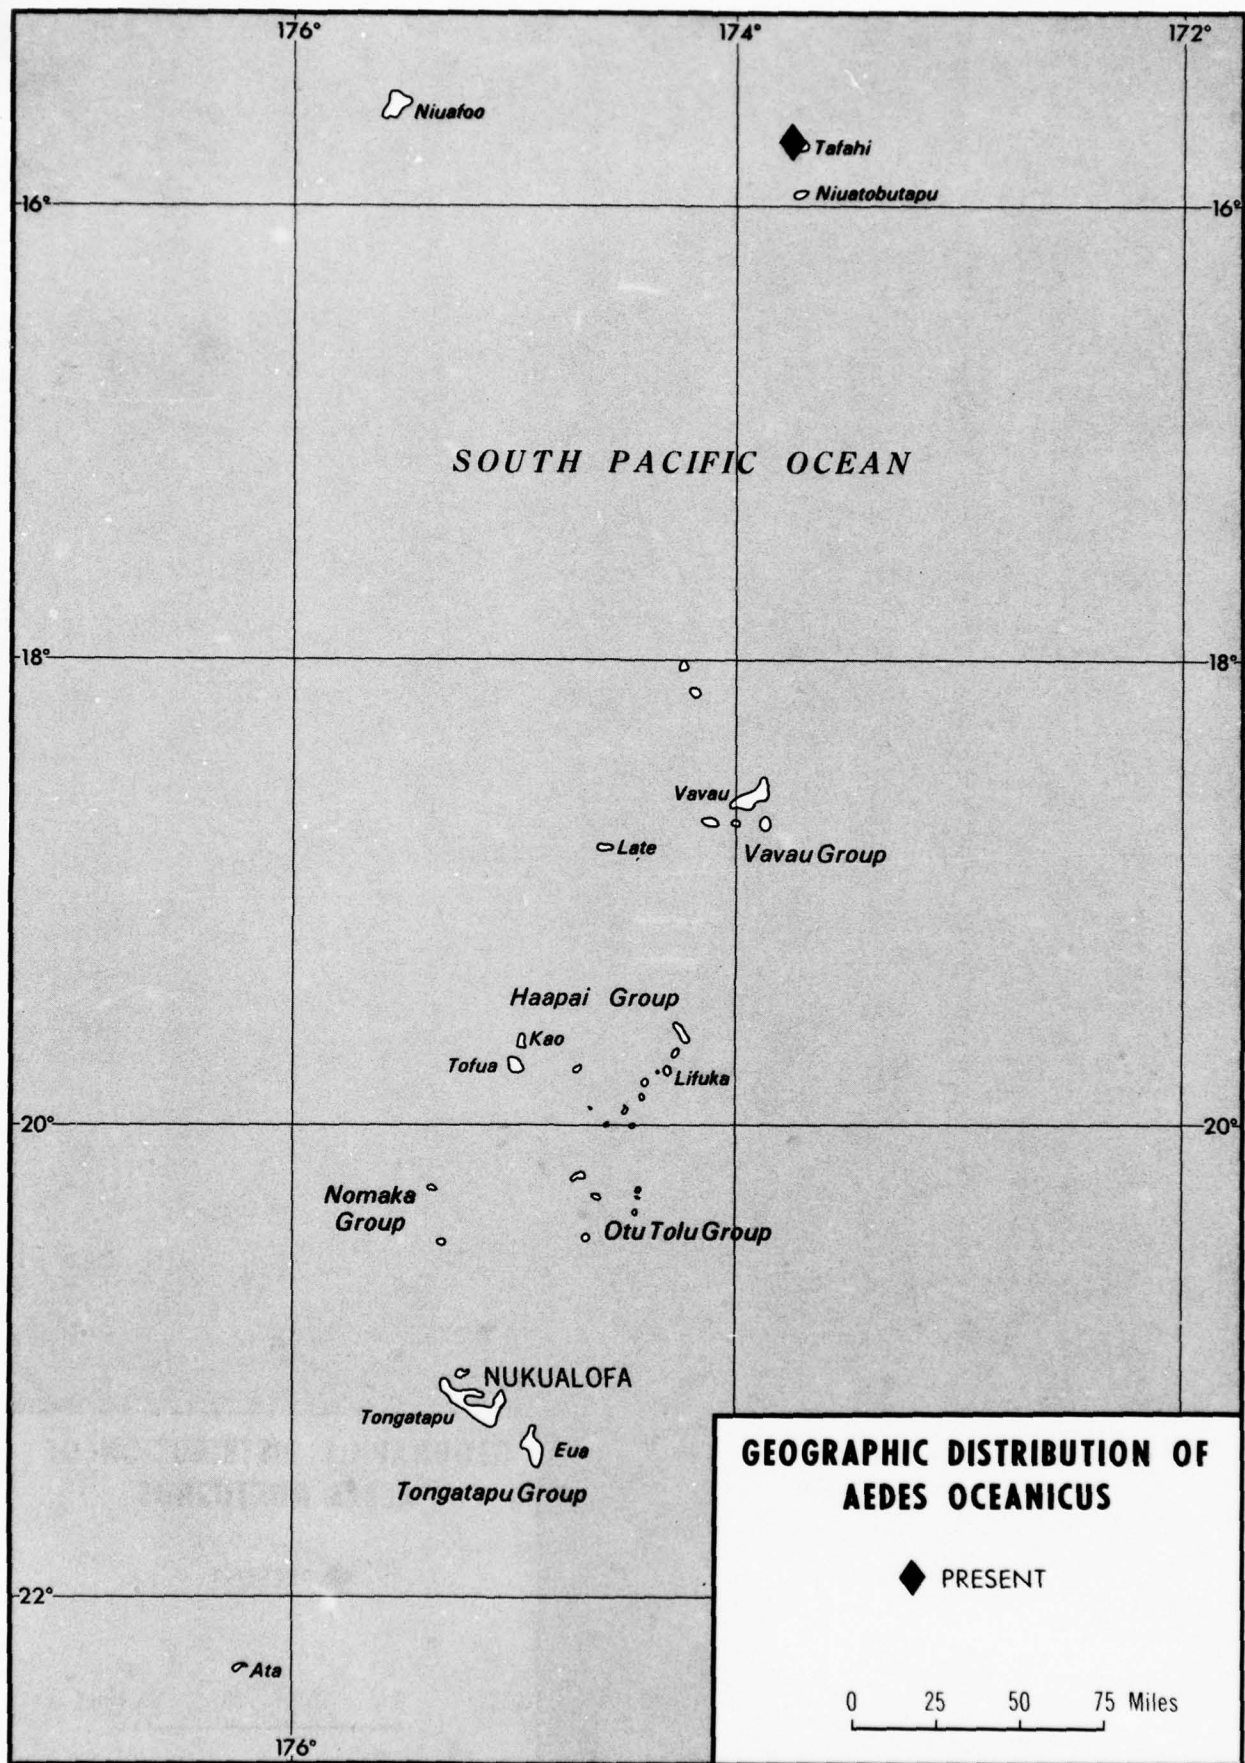 176°
174°
172°
Niuafoo
Tafahi
Niuatobutapu
16°
16°
SOUTH PACIFIC OCEAN
18°
18°
Vavau
Late
Vavau Group
Haapai Group
Kao
Tofua
Lifuka
20°
20°
Nomaka
Group
Otu Tolu Group
NUKUALOFA
Tongatapu
Eua
Tongatapu Group
GEOGRAPHIC DISTRIBUTION OF
AEDES OCEANICUS
PRESENT
22°
Ata
0 25 50 75 Miles
176°